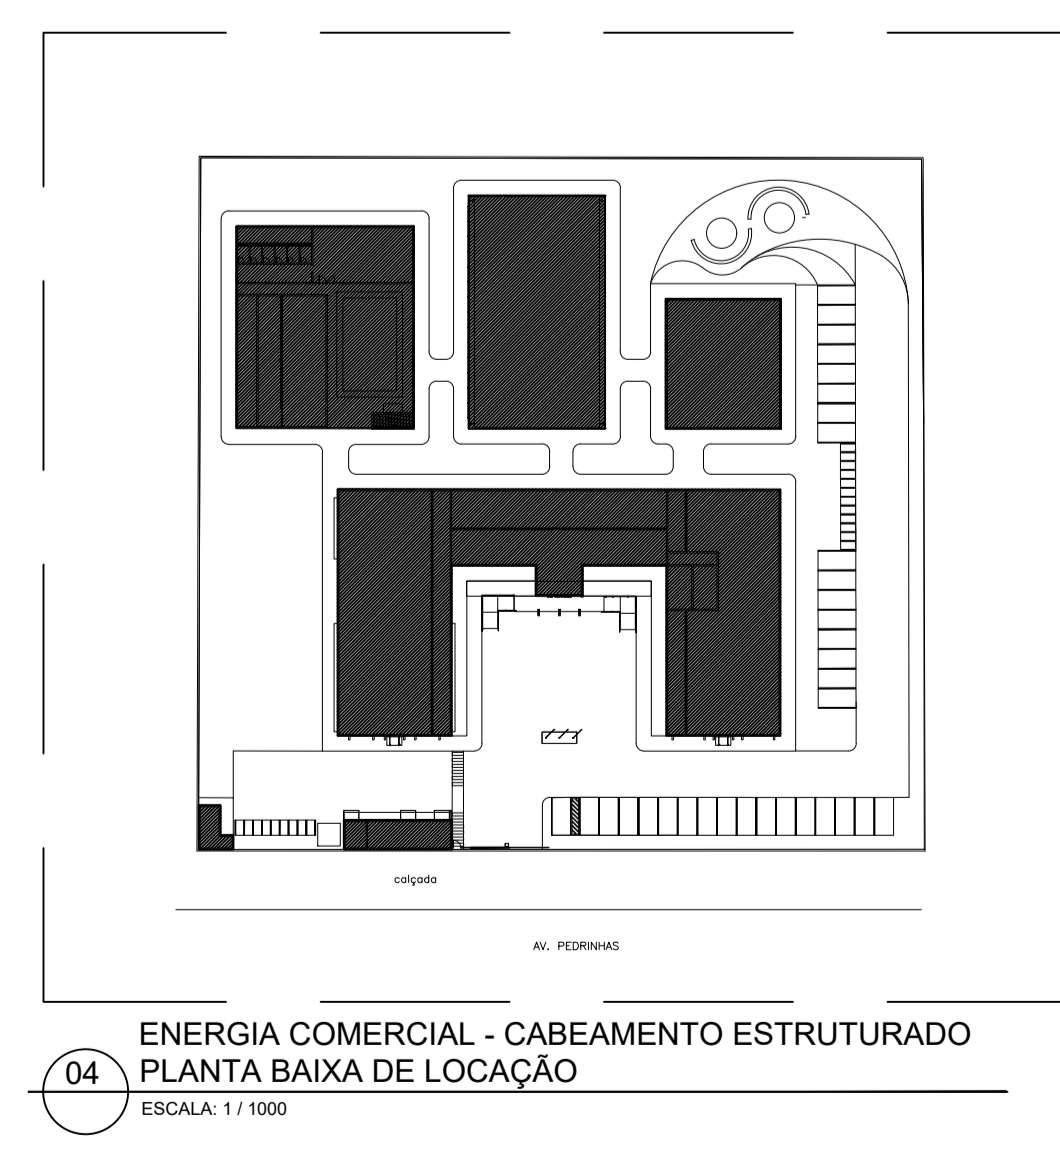 calçada
AV. PEDRINHAS
ENERGIA COMERCIAL - CABEAMENTO ESTRUTURADO
04
PLANTA BAIXA DE LOCAÇÃO
ESCALA: 1 / 1000